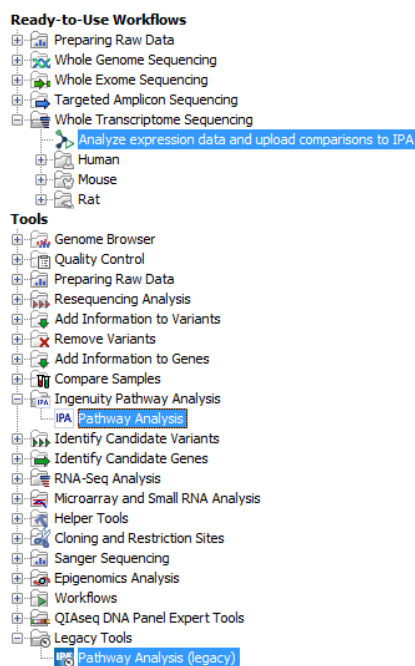 Ready-to-Use Workflows
Preparing Raw Data
Whole Genome Sequencing
Whole Exome Sequencing
Targeted Amplicon Sequencing
Whole Transcriptome Sequencing
Analyze expression data and upload comparisons to IPA
Human
Mouse
Rat
Tools
Genome Browser
Quality Control
Preparing Raw Data
Resequencing Analysis
Add Information to Variants
Remove Variants
Add Information to Genes
Compare Samples
IPA Ingenuity Pathway Analysis
IPA Pathway Analysis
Identify Candidate Variants
Identify Candidate Genes
RNA-Seq Analysis
Microarray and Small RNA Analysis
Helper Tools
Cloning and Restriction Sites
Sanger Sequencing
Epigenomics Analysis
Workflows
QIAseq DNA Panel Expert Tools
Legacy Tools
IPA Pathway Analysis (legacy)